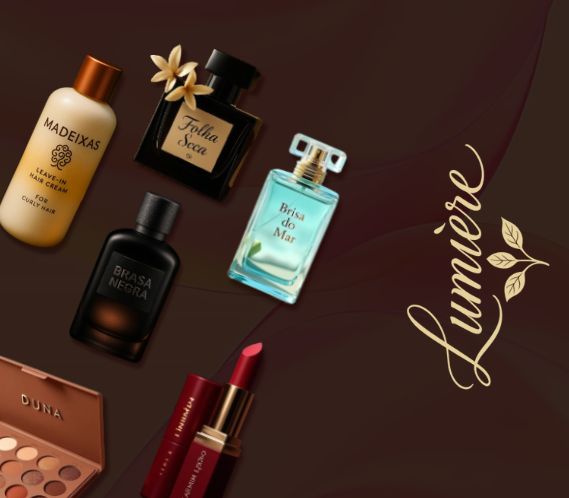 MADEIXAS
LEAVE-IN
HAIR CREAM
FOR
CURLY HAIR
Folha
Seca
Brisa
do
Mar
BRASA
NEGRA
DUNA
Lumière